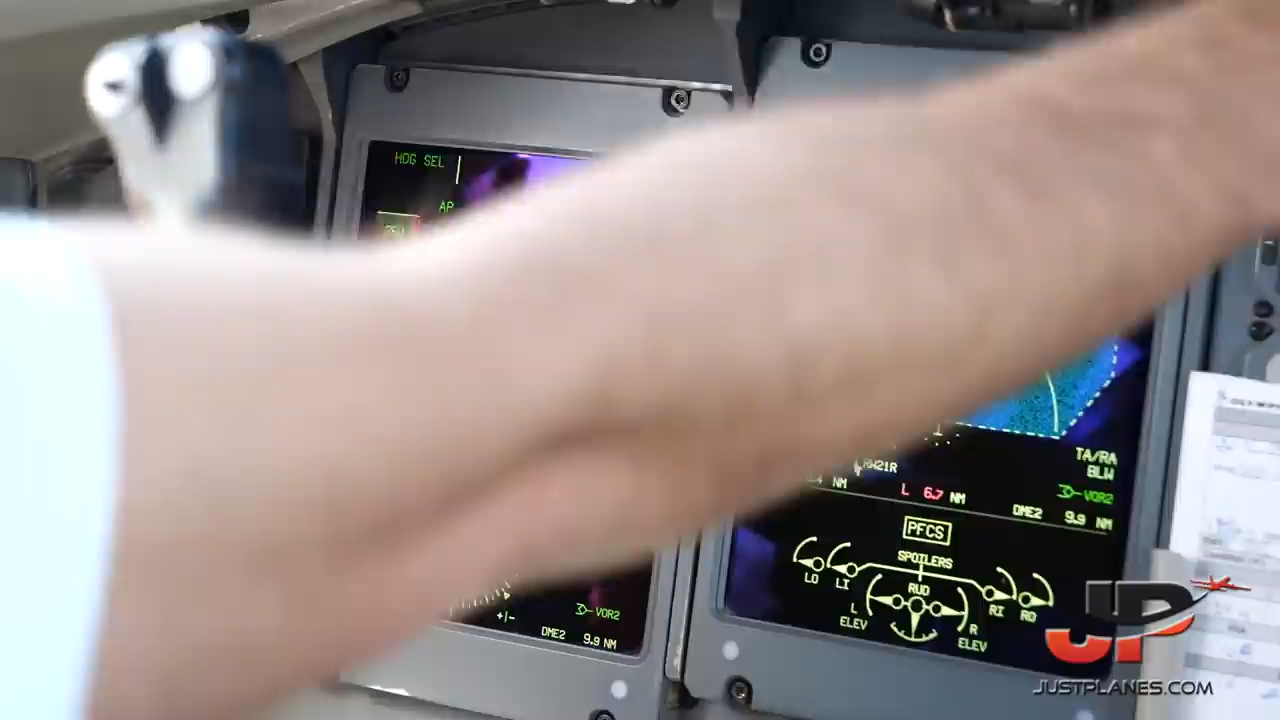 HDG SEL
AP
RW21R
NM
L 6.7 NM
TA/RA
BLW
VOR2
DME2 9.9 NM
PFCS
SPOILERS
LO LI RUD RI RO
L ELEV
R ELEV
+/-
VOR2
DME2 9.9 NM
JP
JUSTPLANES.COM